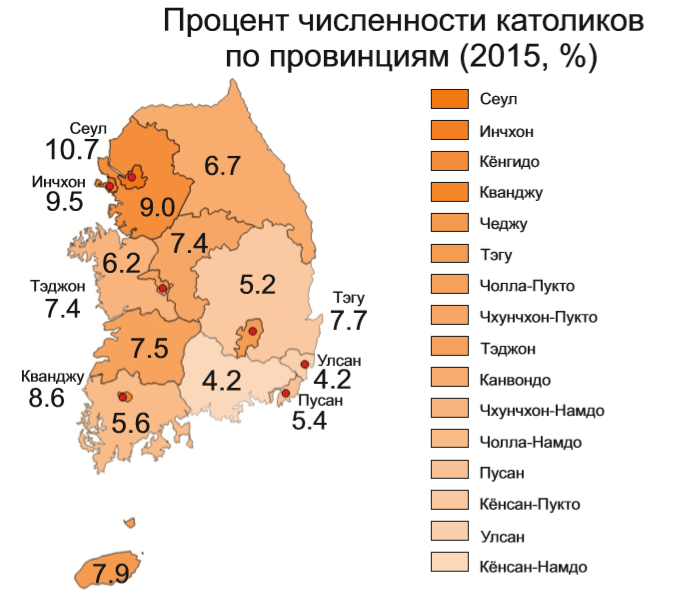 Процент численности католиков
по провинциям (2015, %)
Сеул
10.7
Инчхон
9.5
6.7
9.0
7.4
6.2
5.2
Тэджон
7.4
Тэгу
7.7
7.5
Улсан
4.2
4.2
Кванджу
8.6
Пусан
5.4
5.6
7.9
Сеул
Инчхон
Кёнгидо
Кванджу
Чеджу
Тэгу
Чолла-Пукто
Чхунчхон-Пукто
Тэджон
Канвондо
Чхунчхон-Намдо
Чолла-Намдо
Пусан
Кёнсан-Пукто
Улсан
Кёнсан-Намдо